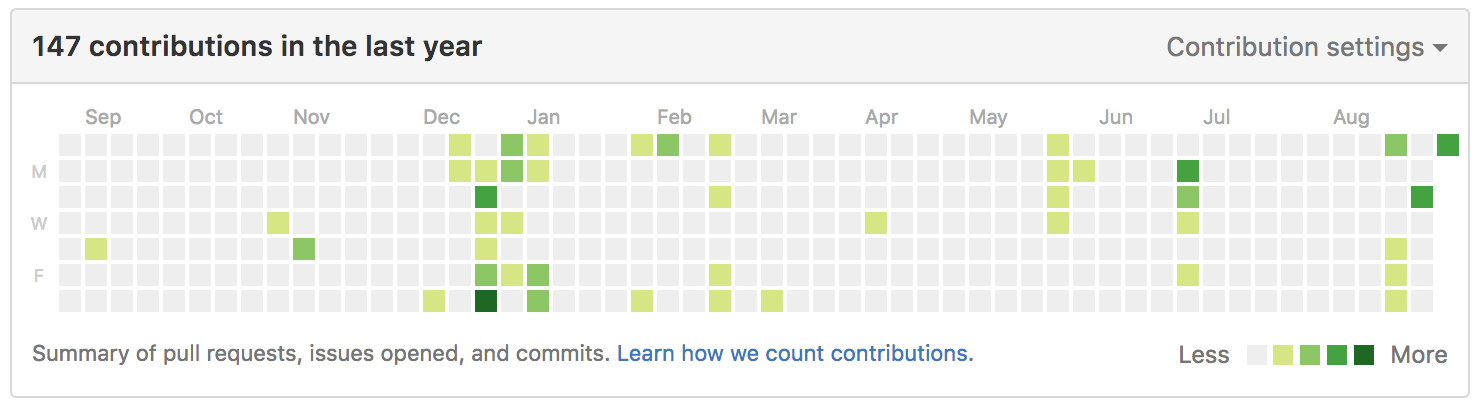 147 contributions in the last year
Contribution settings
Sep Oct Nov Dec Jan Feb Mar Apr May Jun Jul Aug
M
W
F
Summary of pull requests, issues opened, and commits. Learn how we count contributions.
Less More